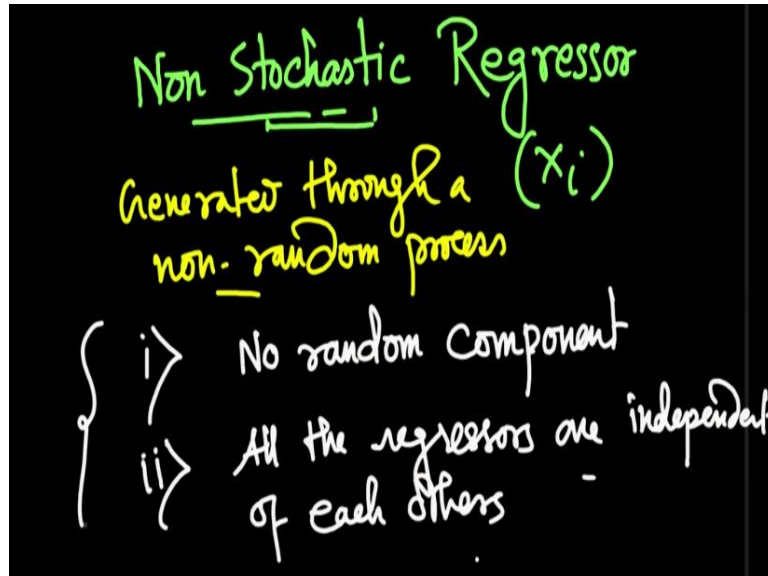 Non Stochastic Regressor
(Xi)
Generated through a
non-random process
i> No random component
ii> All the regressors are independent
of each others